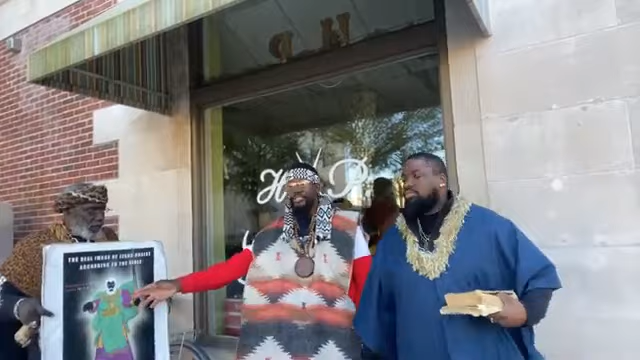 H P
H P
THE REAL IMAGE OF JESUS CHRIST
ACCORDING TO THE BIBLE